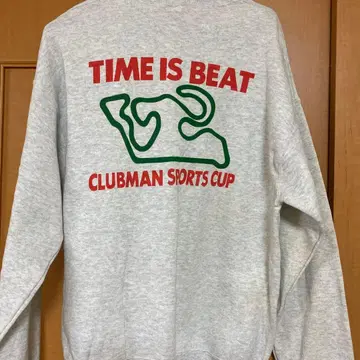 TIME IS BEAT
CLUBMAN SPORTS CUP